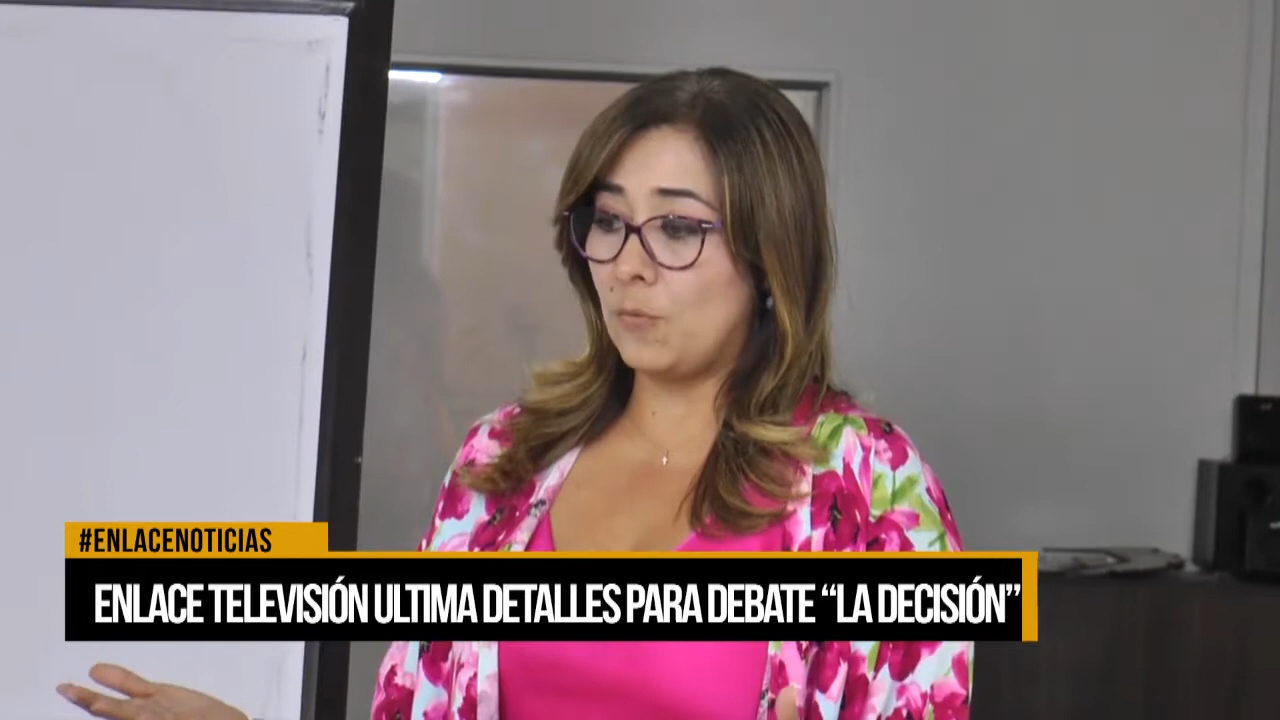 #ENLACENOTICIAS
ENLACE TELEVISIÓN ULTIMA DETALLES PARA DEBATE “LA DECISIÓN”